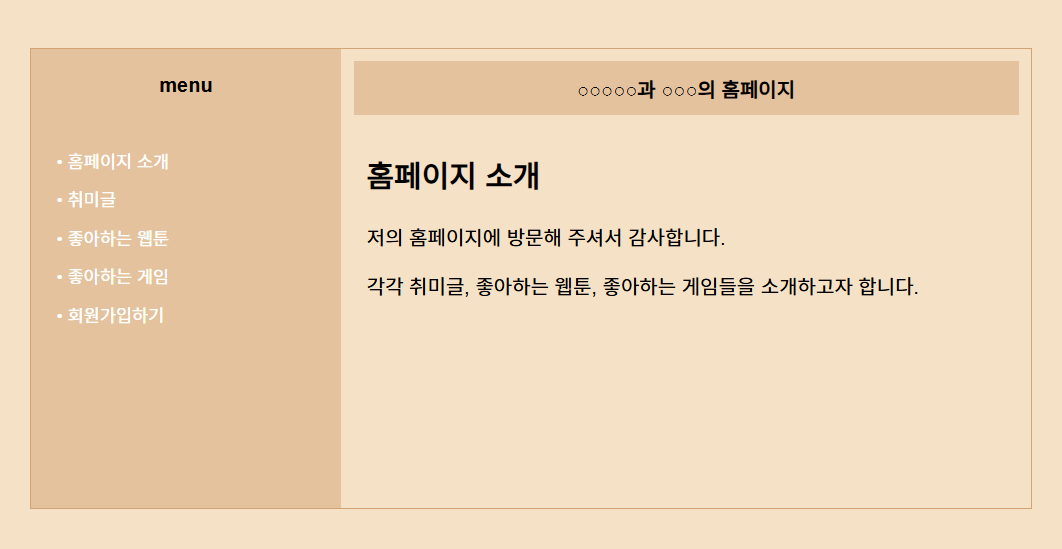 menu
• 홈페이지 소개
• 취미글
• 좋아하는 웹툰
• 좋아하는 게임
• 회원가입하기
○○○○○과 ○○○의 홈페이지
홈페이지 소개
저의 홈페이지에 방문해 주셔서 감사합니다.
각각 취미글, 좋아하는 웹툰, 좋아하는 게임들을 소개하고자 합니다.